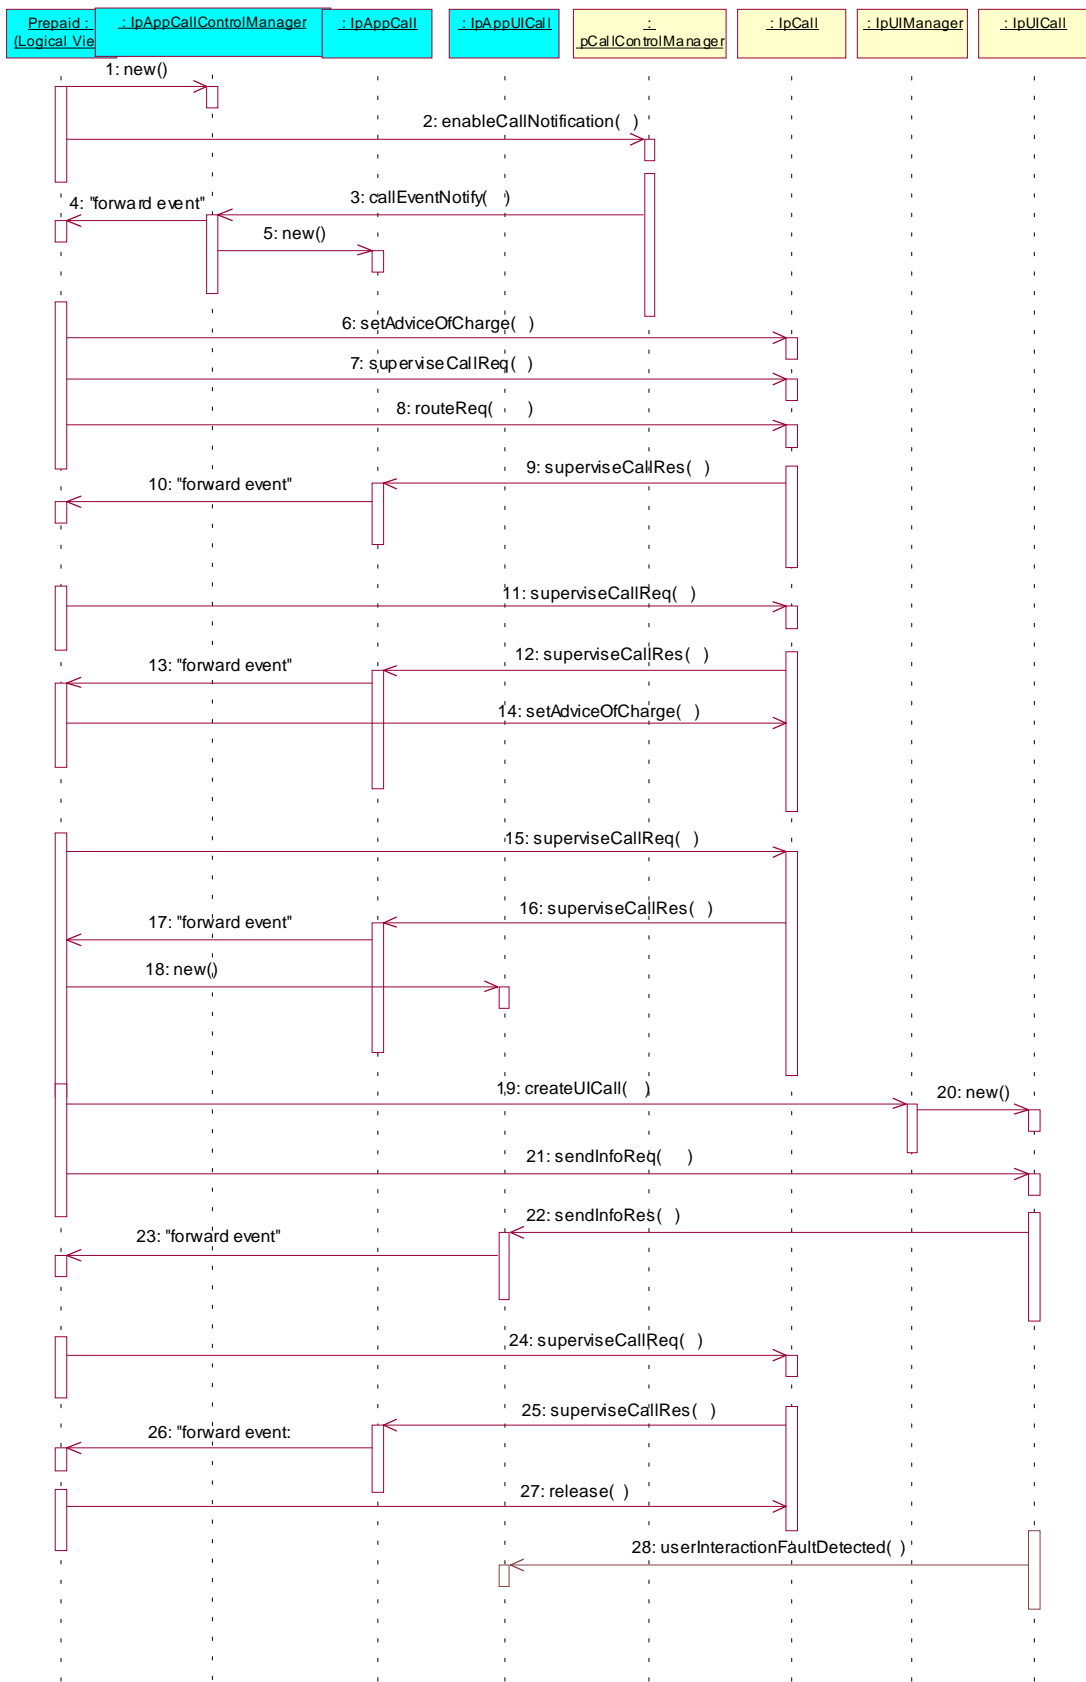 Prepaid :
(Logical Vie
: IpAppCallControlManager
: IpAppCall
: IpAppUICall
:
pCallControlManager
: IpCall
: IpUIManager
: IpUICall
1: new()
2: enableCallNotification( )
3: callEventNotify( )
4: "forward event"
5: new()
6: setAdviceOfCharge( )
7: superviseCallReq( )
8: routeReq( )
9: superviseCallRes( )
10: "forward event"
11: superviseCallReq( )
12: superviseCallRes( )
13: "forward event"
14: setAdviceOfCharge( )
15: superviseCallReq( )
16: superviseCallRes( )
17: "forward event"
18: new()
19: createUICall( )
20: new()
21: sendInfoReq( )
22: sendInfoRes( )
23: "forward event"
24: superviseCallReq( )
25: superviseCallRes( )
26: "forward event:
27: release( )
28: userInteractionFaultDetected( )